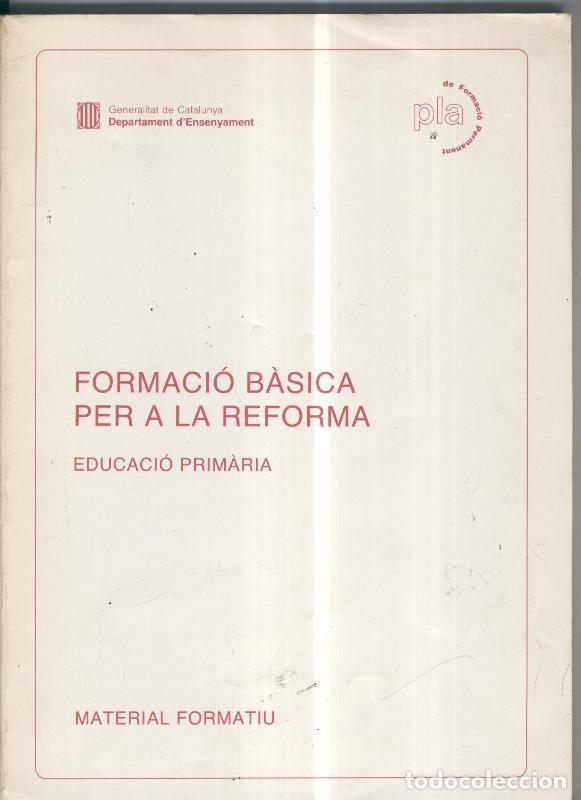 Generalitat de Catalunya
Departament d'Ensenyament
pla
de Formació Permanent
FORMACIÓ BÀSICA
PER A LA REFORMA
EDUCACIÓ PRIMÀRIA
MATERIAL FORMATIU
todocoleccion